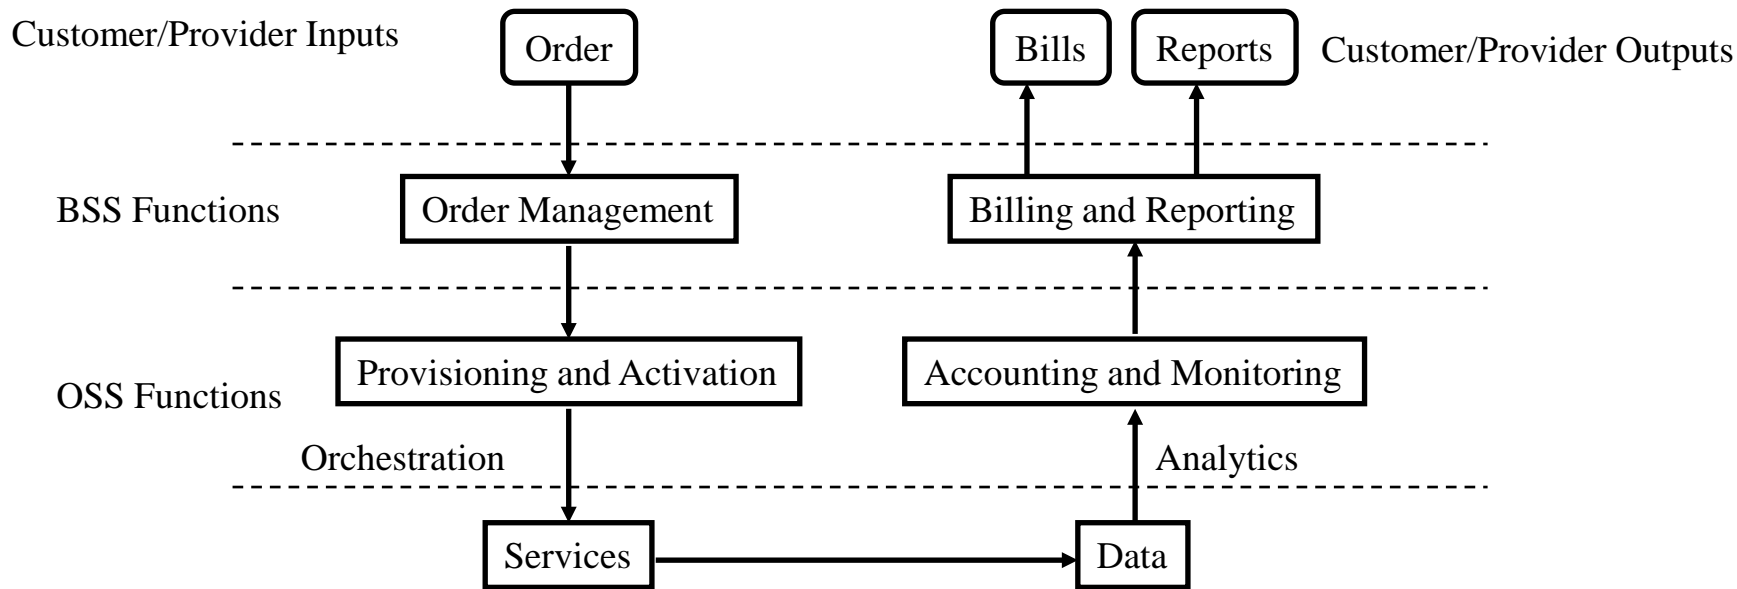 Customer/Provider Inputs
Order
Bills
Reports
Customer/Provider Outputs
BSS Functions
Order Management
Billing and Reporting
OSS Functions
Provisioning and Activation
Accounting and Monitoring
Orchestration
Analytics
Services
Data